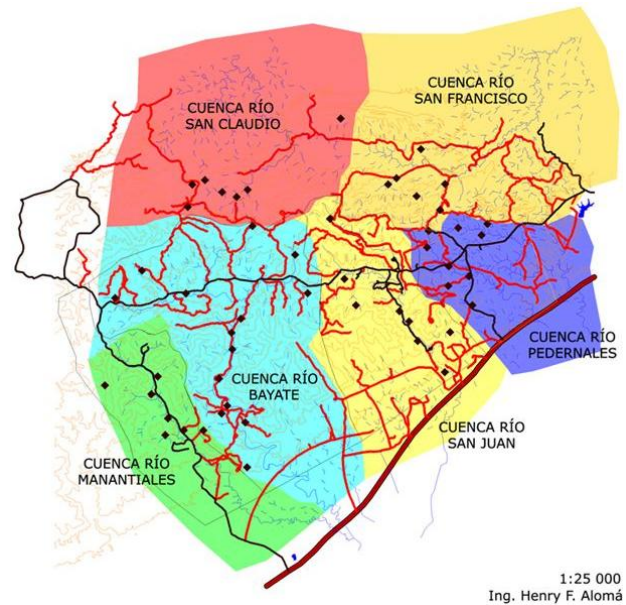 CUENCA RÍO
SAN CLAUDIO
CUENCA RÍO
SAN FRANCISCO
CUENCA RÍO
PEDERNALES
CUENCA RÍO
BAYATE
CUENCA RÍO
SAN JUAN
CUENCA RÍO
MANANTIALES
1:25 000
Ing. Henry F. Alomá